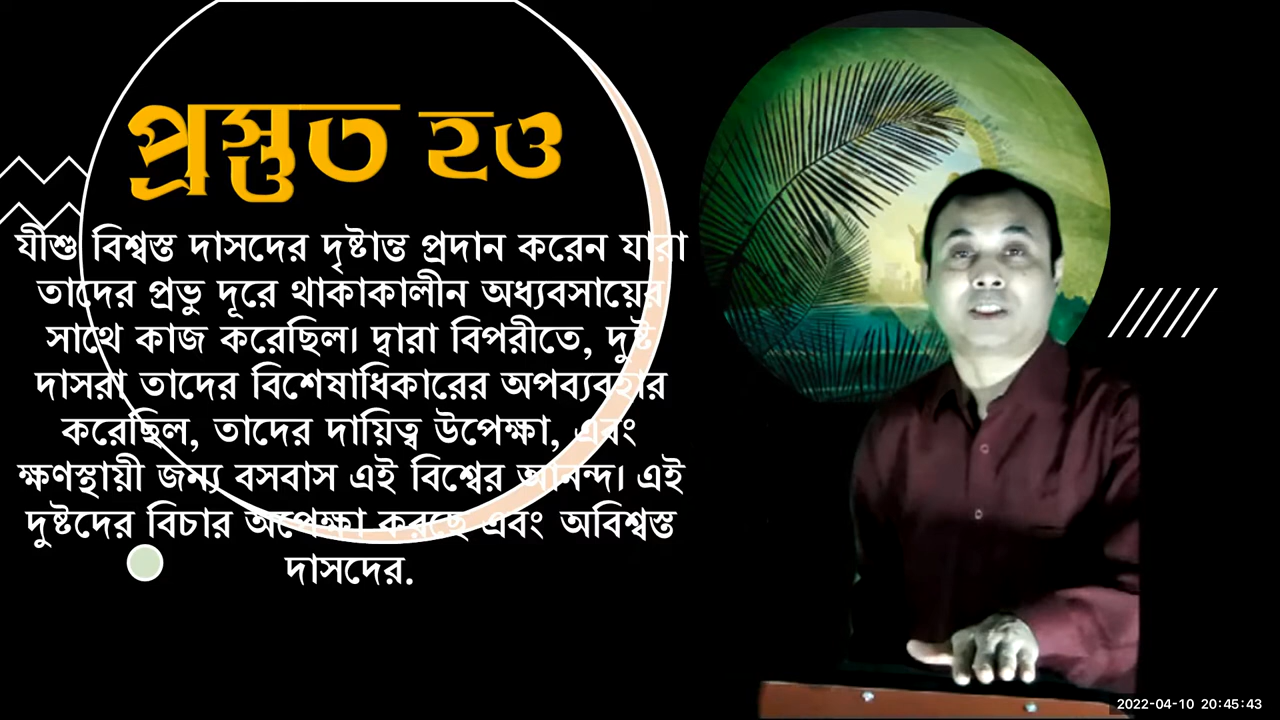 প্রস্তুত হও
যীশু বিশ্বস্ত দাসদের দৃষ্টান্ত প্রদান করেন যারা
তাদের প্রভু দূরে থাকাকালীন অধ্যবসায়ের
সাথে কাজ করেছিল। দ্বারা বিপরীতে, দুষ্ট
দাসরা তাদের বিশেষাধিকারের অপব্যবহার
করেছিল, তাদের দায়িত্ব উপেক্ষা, এবং
ক্ষণস্থায়ী জন্য বসবাস এই বিশ্বের আনন্দ। এই
দুষ্টদের বিচার অপেক্ষা করছে এবং অবিশ্বস্ত
দাসদের.
2022-04-10 20:45:43